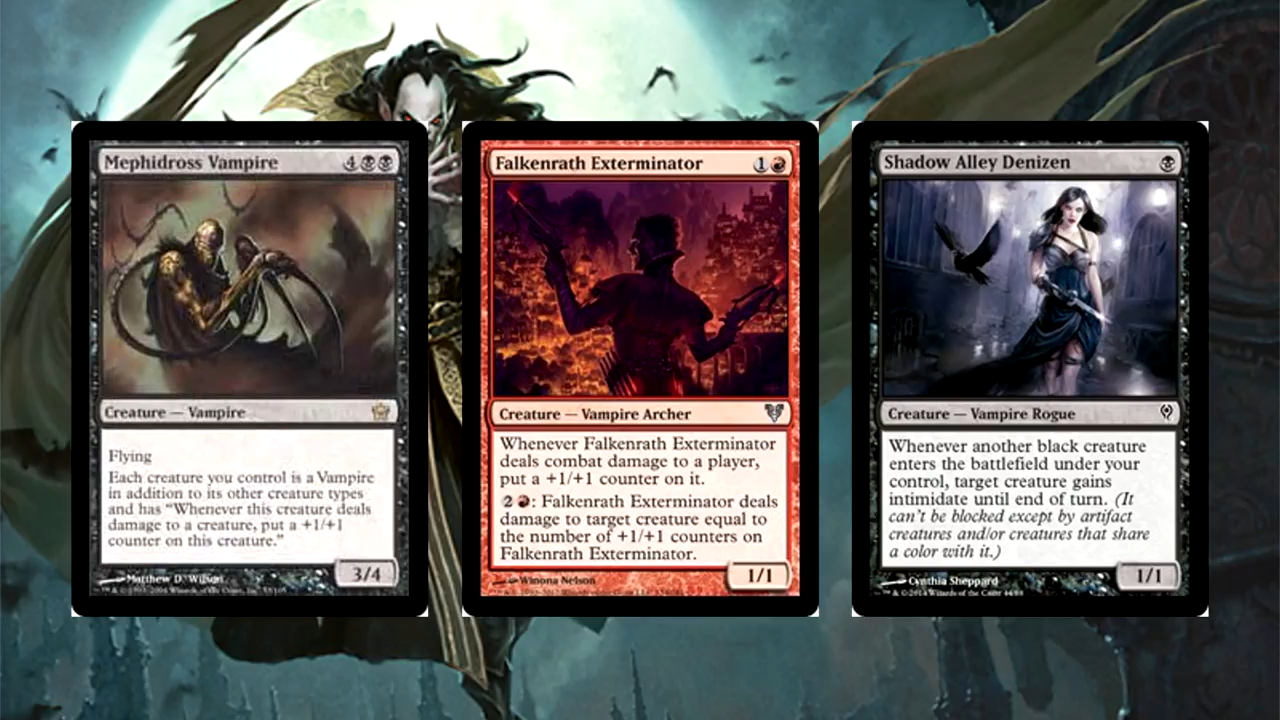 Mephidross Vampire 4
Flying
Creature — Vampire
Each creature you control is a Vampire
in addition to its other creature types
and has "Whenever this creature deals
damage to a creature, put a +1/+1
counter on this creature."
Matthew D. Wilson
3/4
Falkenrath Exterminator 1
Creature — Vampire Archer
Whenever Falkenrath Exterminator
deals combat damage to a player,
put a +1/+1 counter on it.
2 : Falkenrath Exterminator deals
damage to target creature equal to
the number of +1/+1 counters on
Falkenrath Exterminator.
Winona Nelson
1/1
Shadow Alley Denizen
Creature — Vampire Rogue
Whenever another black creature
enters the battlefield under your
control, target creature gains
intimidate until end of turn. (It
can't be blocked except by artifact
creatures and/or creatures that share
a color with it.)
Cynthia Sheppard
™ & © 2014 Wizards of the Coast
1/1